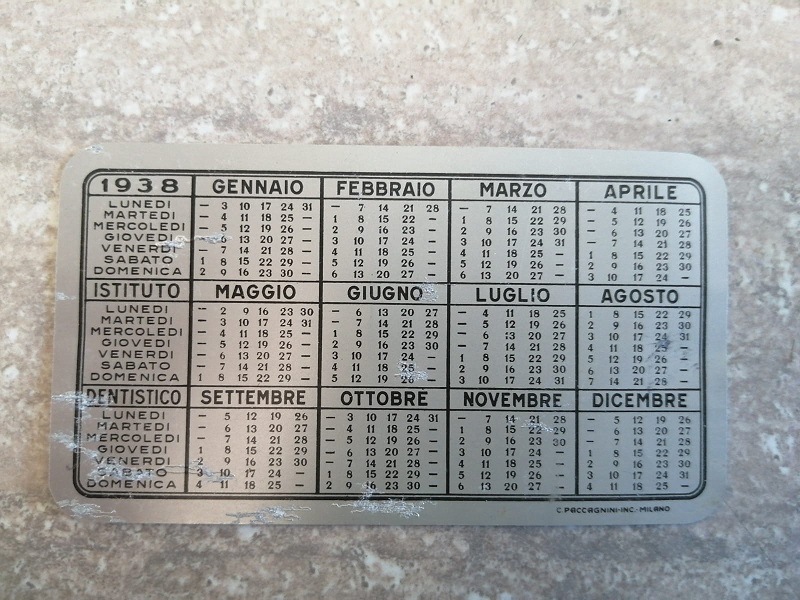 1938 GENNAIO FEBBRAIO MARZO APRILE
LUNEDI — 3 10 17 24 31 — 7 14 21 28 — 7 14 21 28 — 4 11 18 25
MARTEDI — 4 11 18 25 — 1 8 15 22 — 1 8 15 22 29 — 5 12 19 26
MERCOLEDI — 5 12 19 26 — 2 9 16 23 — 2 9 16 23 30 — 6 13 20 27
GIOVEDI — 6 13 20 27 — 3 10 17 24 — 3 10 17 24 31 — 7 14 21 28
VENERDI — 7 14 21 28 — 4 11 18 25 — 4 11 18 25 — 1 8 15 22 29
SABATO 1 8 15 22 29 — 5 12 19 26 — 5 12 19 26 — 2 9 16 23 30
DOMENICA 2 9 16 23 30 — 6 13 20 27 — 6 13 20 27 — 3 10 17 24 —
ISTITUTO MAGGIO GIUGNO LUGLIO AGOSTO
LUNEDI — 2 9 16 23 30 — 6 13 20 27 — 4 11 18 25 1 8 15 22 29
MARTEDI — 3 10 17 24 31 — 7 14 21 28 — 5 12 19 26 2 9 16 23 30
MERCOLEDI — 4 11 18 25 — 1 8 15 22 29 — 6 13 20 27 3 10 17 24 31
GIOVEDI — 5 12 19 26 — 2 9 16 23 30 — 7 14 21 28 4 11 18 25 —
VENERDI — 6 13 20 27 — 3 10 17 24 — 1 8 15 22 29 5 12 19 26 —
SABATO — 7 14 21 28 — 4 11 18 25 — 2 9 16 23 30 6 13 20 27 —
DOMENICA 1 8 15 22 29 — 5 12 19 26 — 3 10 17 24 31 7 14 21 28 —
DENTISTICO SETTEMBRE OTTOBRE NOVEMBRE DICEMBRE
LUNEDI — 5 12 19 26 — 3 10 17 24 31 — 7 14 21 28 — 5 12 19 26
MARTEDI — 6 13 20 27 — 4 11 18 25 — 1 8 15 22 29 — 6 13 20 27
MERCOLEDI — 7 14 21 28 — 5 12 19 26 — 2 9 16 23 30 — 7 14 21 28
GIOVEDI 1 8 15 22 29 — 6 13 20 27 — 3 10 17 24 — 1 8 15 22 29
VENERDI 2 9 16 23 30 — 7 14 21 28 — 4 11 18 25 — 2 9 16 23 30
SABATO 3 10 17 24 — 1 8 15 22 29 — 5 12 19 26 — 3 10 17 24 31
DOMENICA 4 11 18 25 — 2 9 16 23 30 — 6 13 20 27 — 4 11 18 25 —
C. PACCAGNINI-INC.-MILANO